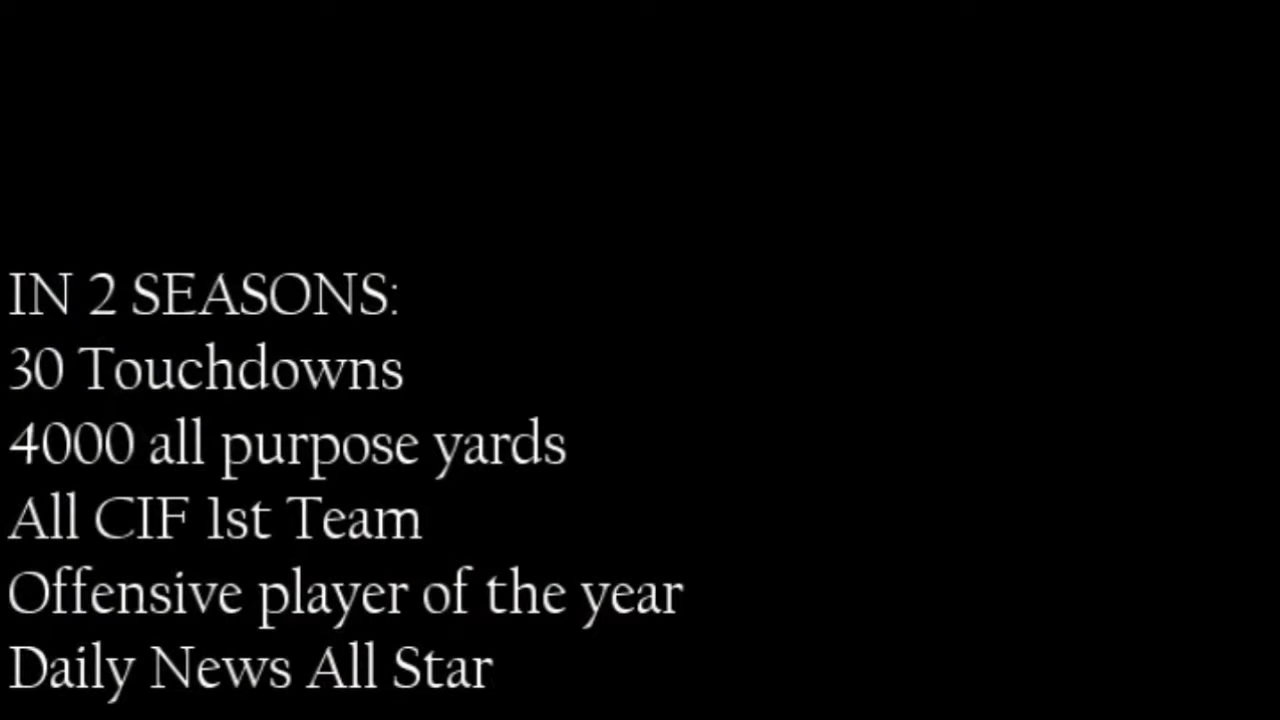 IN 2 SEASONS:
30 Touchdowns
4000 all purpose yards
All CIF 1st Team
Offensive player of the year
Daily News All Star